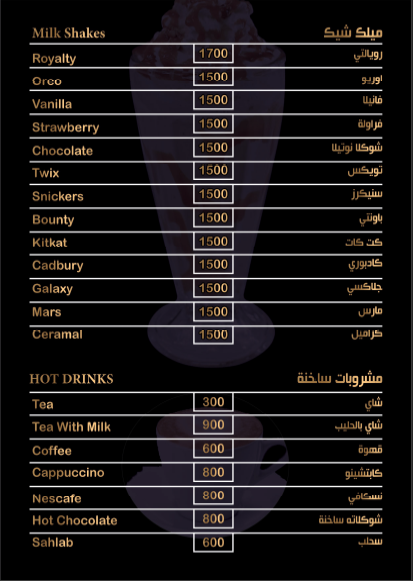 Milk Shakes ميلك شيك
Royalty 1700 رويالتي
Oreo 1500 اوريو
Vanilla 1500 فانيلا
Strawberry 1500 فراولة
Chocolate 1500 شوكلا نوتيلا
Twix 1500 تويكس
Snickers 1500 سنيكرز
Bounty 1500 باونتي
Kitkat 1500 كت كات
Cadbury 1500 كادبوري
Galaxy 1500 جلاكسي
Mars 1500 مارس
Ceramal 1500 كراميل
HOT DRINKS مشروبات ساخنة
Tea 300 شاي
Tea With Milk 900 شاي بالحليب
Coffee 600 قهوة
Cappuccino 800 كابتشينو
Nescafe 800 نسكافي
Hot Chocolate 800 شوكلاته ساخنة
Sahlab 600 سحلب